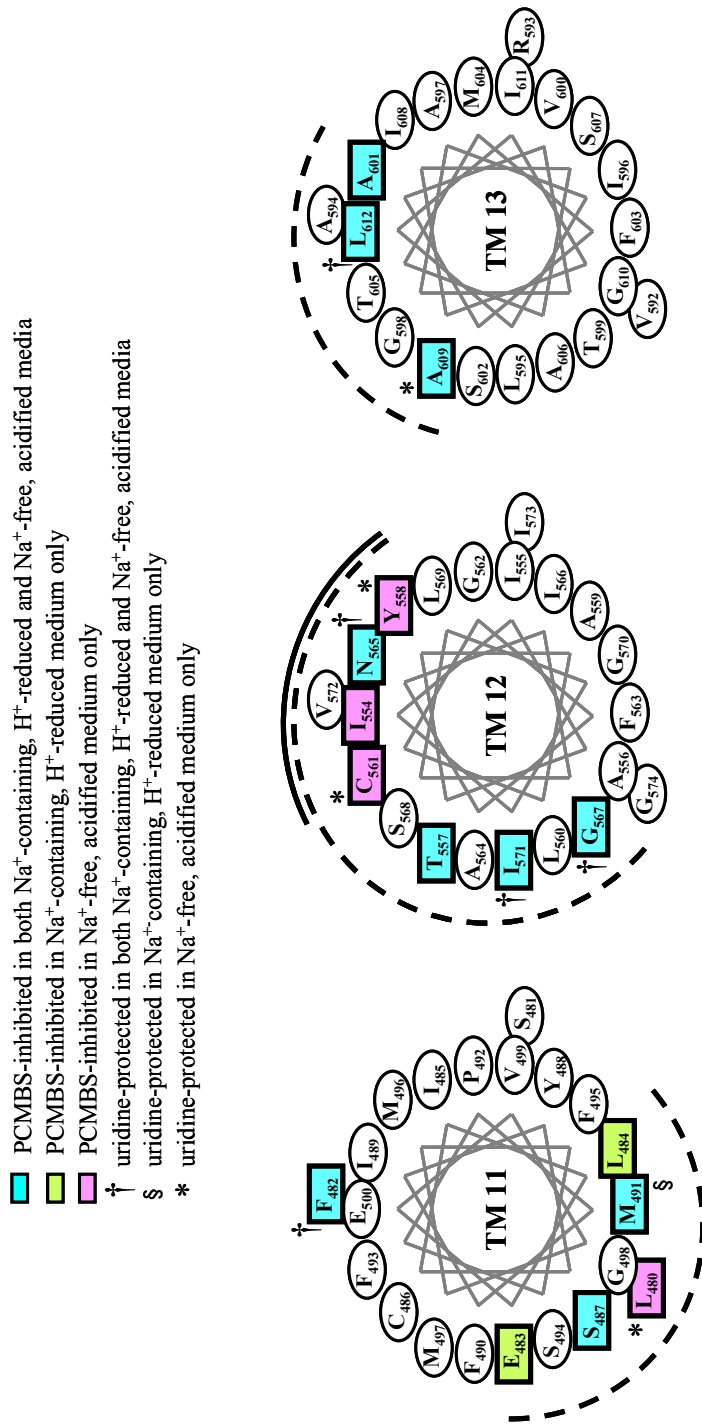 PCMBS-inhibited in both Na⁺-containing, H⁺-reduced and Na⁺-free, acidified media
PCMBS-inhibited in Na⁺-containing, H⁺-reduced medium only
PCMBS-inhibited in Na⁺-free, acidified medium only
† uridine-protected in both Na⁺-containing, H⁺-reduced and Na⁺-free, acidified media
§ uridine-protected in Na⁺-containing, H⁺-reduced medium only
* uridine-protected in Na⁺-free, acidified medium only
TM 11
†
F₄₈₂
E₅₀₀
I₄₈₉
M₄₉₆
I₄₈₅
P₄₉₂
V₄₉₉
S₄₈₁
Y₄₈₈
F₄₉₅
L₄₈₄
M₄₉₁
§
G₄₉₈
L₄₈₀
*
S₄₈₇
S₄₉₄
E₄₈₃
F₄₉₀
M₄₉₇
C₄₈₆
F₄₉₃
TM 12
V₅₇₂
I₅₅₄
N₅₆₅
†
Y₅₅₈
*
L₅₆₉
G₅₆₂
I₅₅₅
I₅₇₃
I₅₆₆
A₅₅₉
G₅₇₀
F₅₆₃
A₅₅₆
G₅₇₄
G₅₆₇
†
L₅₆₀
I₅₇₁
†
A₅₆₄
T₅₅₇
S₅₆₈
C₅₆₁
*
TM 13
A₅₉₄
L₆₁₂
†
A₆₀₁
I₆₀₈
A₅₉₇
M₆₀₄
I₆₁₁
R₅₉₃
V₆₀₀
S₆₀₇
I₅₉₆
F₆₀₃
G₆₁₀
V₅₉₂
T₅₉₉
A₆₀₆
L₅₉₅
S₆₀₂
A₆₀₉
*
G₅₉₈
T₆₀₅